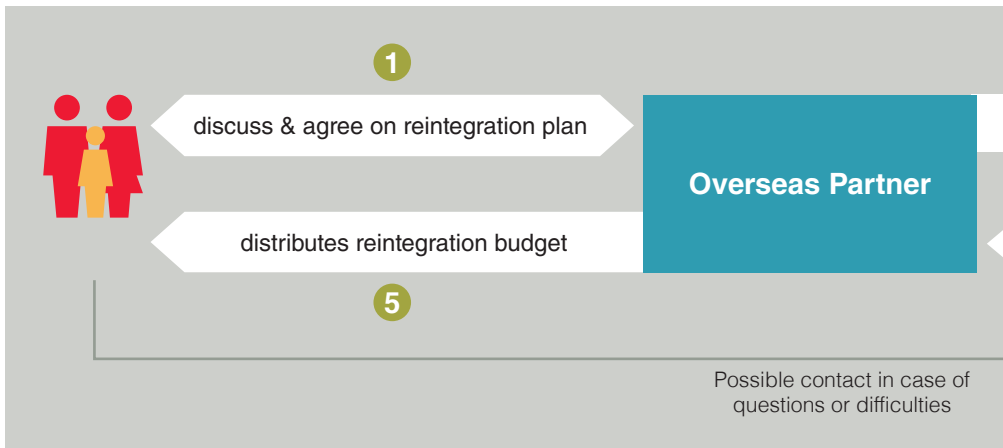 1
discuss & agree on reintegration plan
Overseas Partner
distributes reintegration budget
5
Possible contact in case of
questions or difficulties